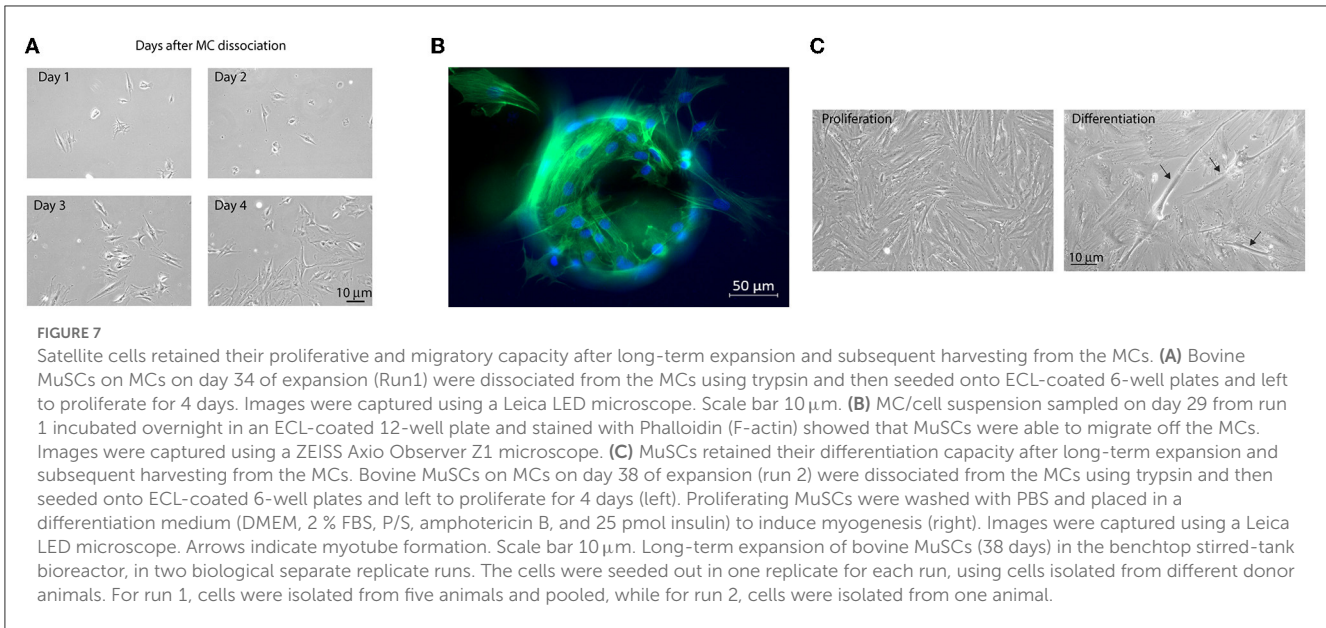 A
Days after MC dissociation
Day 1
Day 2
Day 3
Day 4
10 μm
B
50 μm
C
Proliferation
Differentiation
10 μm
FIGURE 7
Satellite cells retained their proliferative and migratory capacity after long-term expansion and subsequent harvesting from the MCs. (A) Bovine
MuSCs on MCs on day 34 of expansion (Run1) were dissociated from the MCs using trypsin and then seeded onto ECL-coated 6-well plates and left
to proliferate for 4 days. Images were captured using a Leica LED microscope. Scale bar 10 μm. (B) MC/cell suspension sampled on day 29 from run
1 incubated overnight in an ECL-coated 12-well plate and stained with Phalloidin (F-actin) showed that MuSCs were able to migrate off the MCs.
Images were captured using a ZEISS Axio Observer Z1 microscope. (C) MuSCs retained their differentiation capacity after long-term expansion and
subsequent harvesting from the MCs. Bovine MuSCs on MCs on day 38 of expansion (run 2) were dissociated from the MCs using trypsin and then
seeded onto ECL-coated 6-well plates and left to proliferate for 4 days (left). Proliferating MuSCs were washed with PBS and placed in a
differentiation medium (DMEM, 2 % FBS, P/S, amphotericin B, and 25 pmol insulin) to induce myogenesis (right). Images were captured using a Leica
LED microscope. Arrows indicate myotube formation. Scale bar 10 μm. Long-term expansion of bovine MuSCs (38 days) in the benchtop stirred-tank
bioreactor, in two biological separate replicate runs. The cells were seeded out in one replicate for each run, using cells isolated from different donor
animals. For run 1, cells were isolated from five animals and pooled, while for run 2, cells were isolated from one animal.